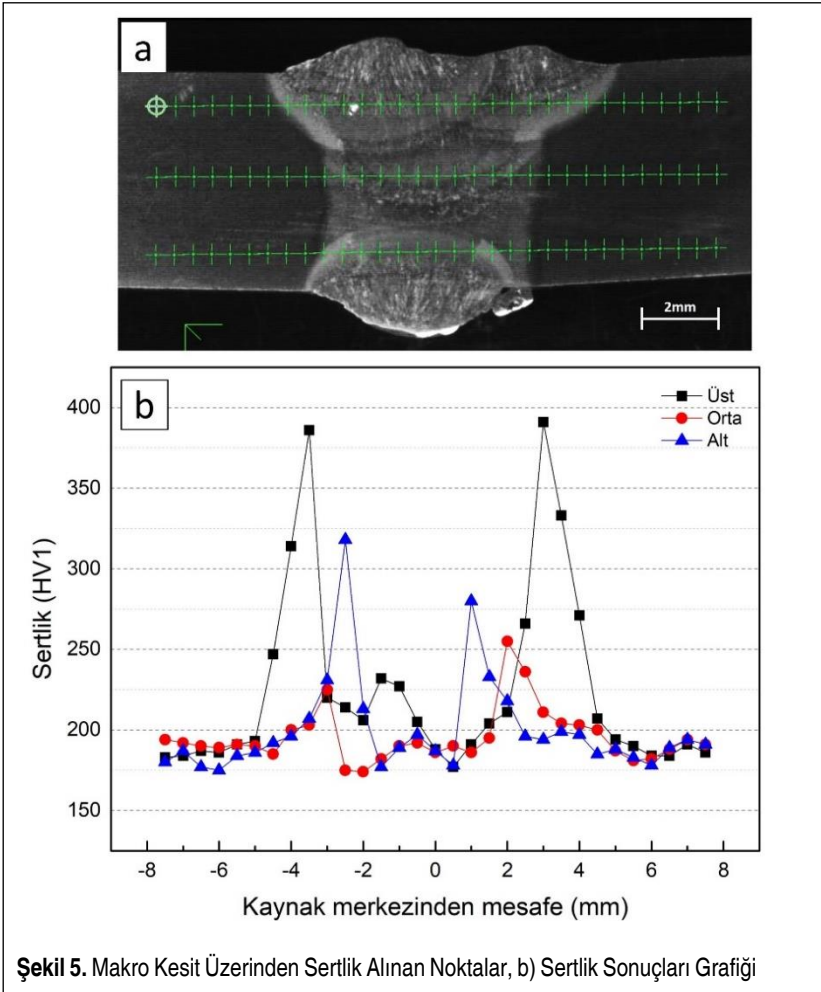 a
2mm
b
Üst
Orta
Alt
400
350
300
250
200
150
Sertlik (HV1)
-8 -6 -4 -2 0 2 4 6 8
Kaynak merkezinden mesafe (mm)
Şekil 5. Makro Kesit Üzerinden Sertlik Alınan Noktalar, b) Sertlik Sonuçları Grafiği